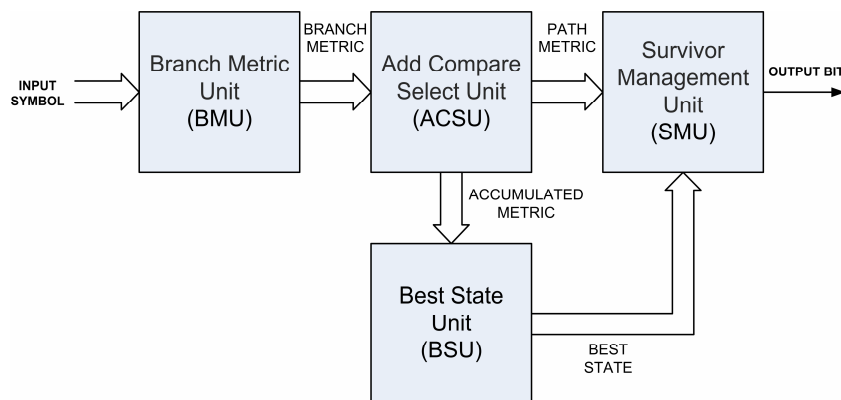 INPUT
SYMBOL
Branch Metric
Unit
(BMU)
BRANCH
METRIC
Add Compare
Select Unit
(ACSU)
PATH
METRIC
Survivor
Management
Unit
(SMU)
OUTPUT BIT
ACCUMULATED
METRIC
Best State
Unit
(BSU)
BEST
STATE